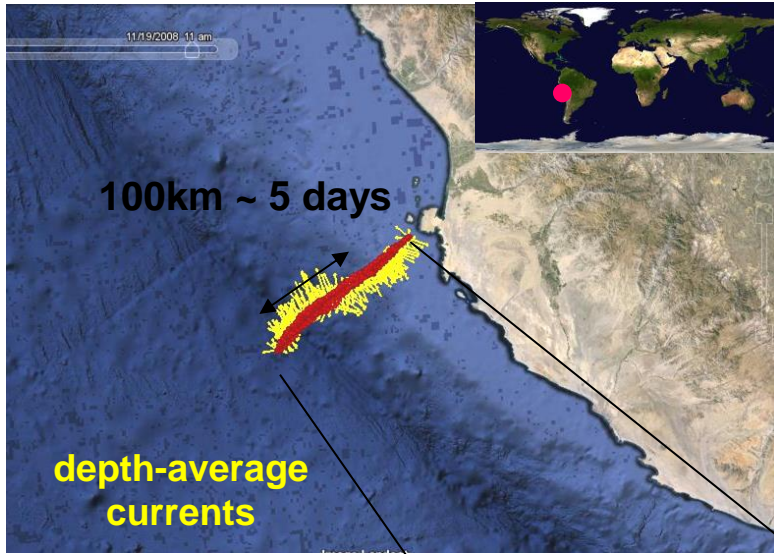 11/19/2008 11 am
100km ~ 5 days
depth-average
currents